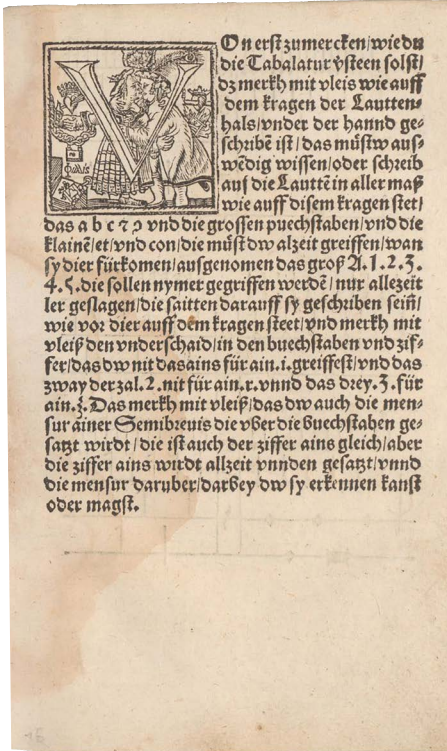 VOn erst zumercken/wie du
die Tabalatur vsteen solst/
dz merkh mit vleis wie auff
dem kragen der Lautten-
hals/vnder der hannd ge-
schribē ist/das müstw aus-
wēdig wissen/oder schreib
auf die Lauttē in aller maß
wie auff disem kragen stet/
das a b c ⁊ ꝯ vnd die grossen puechstaben/vnd die
klainē/et/vnd con/die müst dw alzeit greiffen/wan
sy dier fürkomen/ausgenomen das groß A.1.2.3.
4.5.die sollen nymer gegriffen werdē/nur allezeit
ler geslagen/die saitten darauff sy geschriben sein̄/
wie vor dier auff dem kragen steet/vnd merkh mit
vleiß den vnderschaid/in den buechstaben vnd zif-
fer/das dw nit das ains für ain.i.greiffest/vnd das
zway der zal.2.nit für ain.r.vnnd das drey.3.für
ain.ʒ.Das merkh mit vleiß/das dw auch die men-
sur ainer Semibreuis die vber die buechstaben ge-
satzt wirdt/die ist auch der ziffer ains gleich/aber
die ziffer ains wirdt allzeit vnnden gesatzt/vnnd
die mensur daruber/darbey dw sy erkennen kanst
oder magst.
16